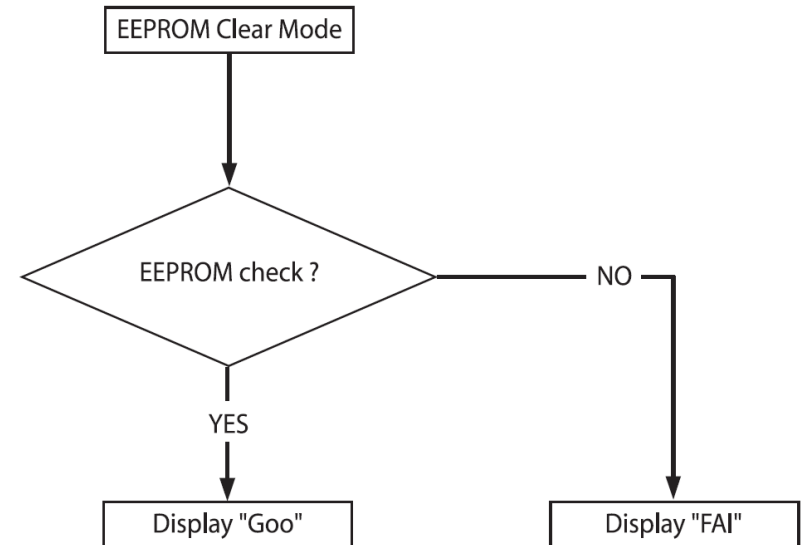 EEPROM Clear Mode
EEPROM check ?
NO
YES
Display "Goo"
Display "FAI"